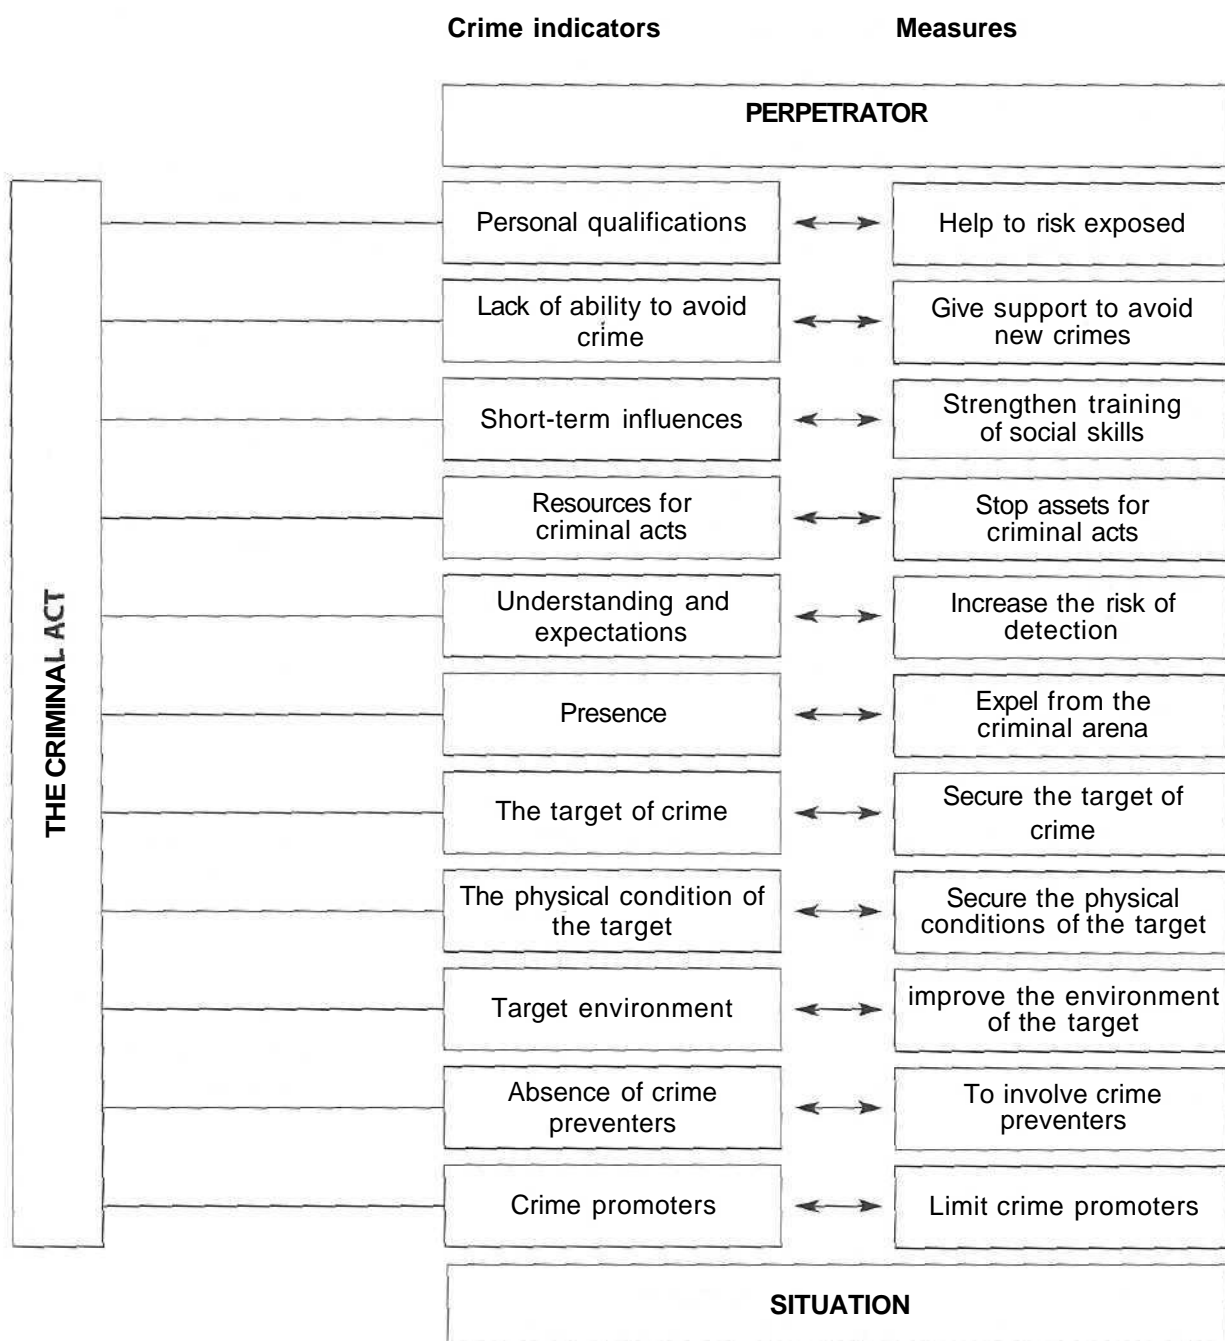 Crime indicators
Measures
PERPETRATOR
THE CRIMINAL ACT
Personal qualifications
Help to risk exposed
Lack of ability to avoid
crime
Give support to avoid
new crimes
Short-term influences
Strengthen training
of social skills
Resources for
criminal acts
Stop assets for
criminal acts
Understanding and
expectations
Increase the risk of
detection
Presence
Expel from the
criminal arena
The target of crime
Secure the target of
crime
The physical condition of
the target
Secure the physical
conditions of the target
Target environment
improve the environment
of the target
Absence of crime
preventers
To involve crime
preventers
Crime promoters
Limit crime promoters
SITUATION